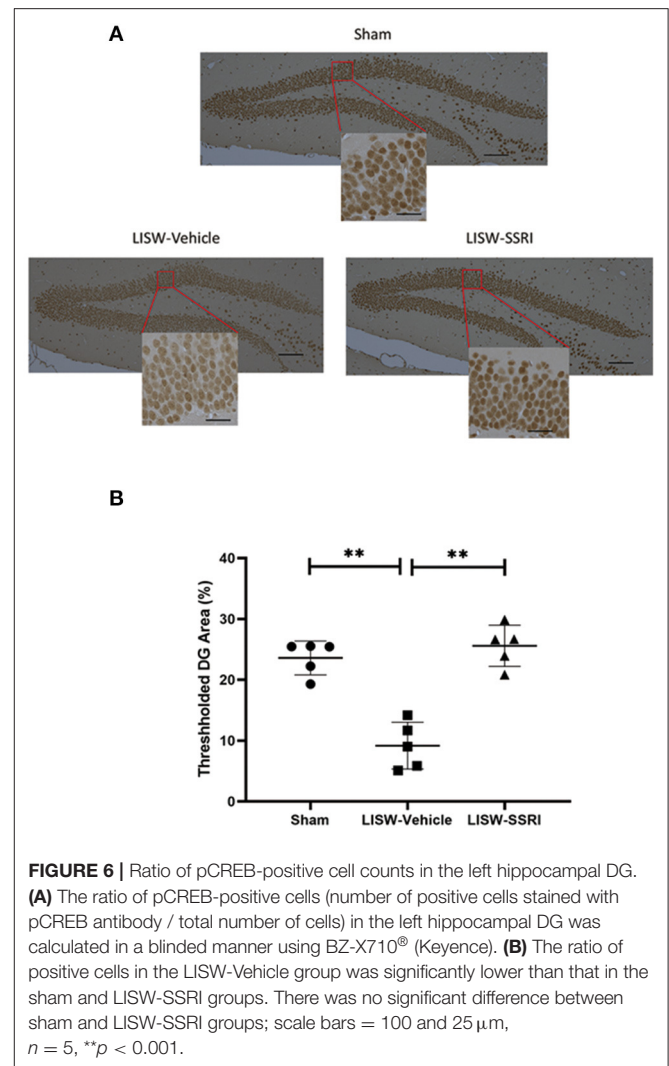 A
Sham
LISW-Vehicle
LISW-SSRI
B
** **
Threshholded DG Area (%)
40
30
20
10
0
Sham LISW-Vehicle LISW-SSRI
FIGURE 6 | Ratio of pCREB-positive cell counts in the left hippocampal DG.
(A) The ratio of pCREB-positive cells (number of positive cells stained with
pCREB antibody / total number of cells) in the left hippocampal DG was
calculated in a blinded manner using BZ-X710® (Keyence). (B) The ratio of
positive cells in the LISW-Vehicle group was significantly lower than that in the
sham and LISW-SSRI groups. There was no significant difference between
sham and LISW-SSRI groups; scale bars = 100 and 25 μm,
n = 5, **p < 0.001.